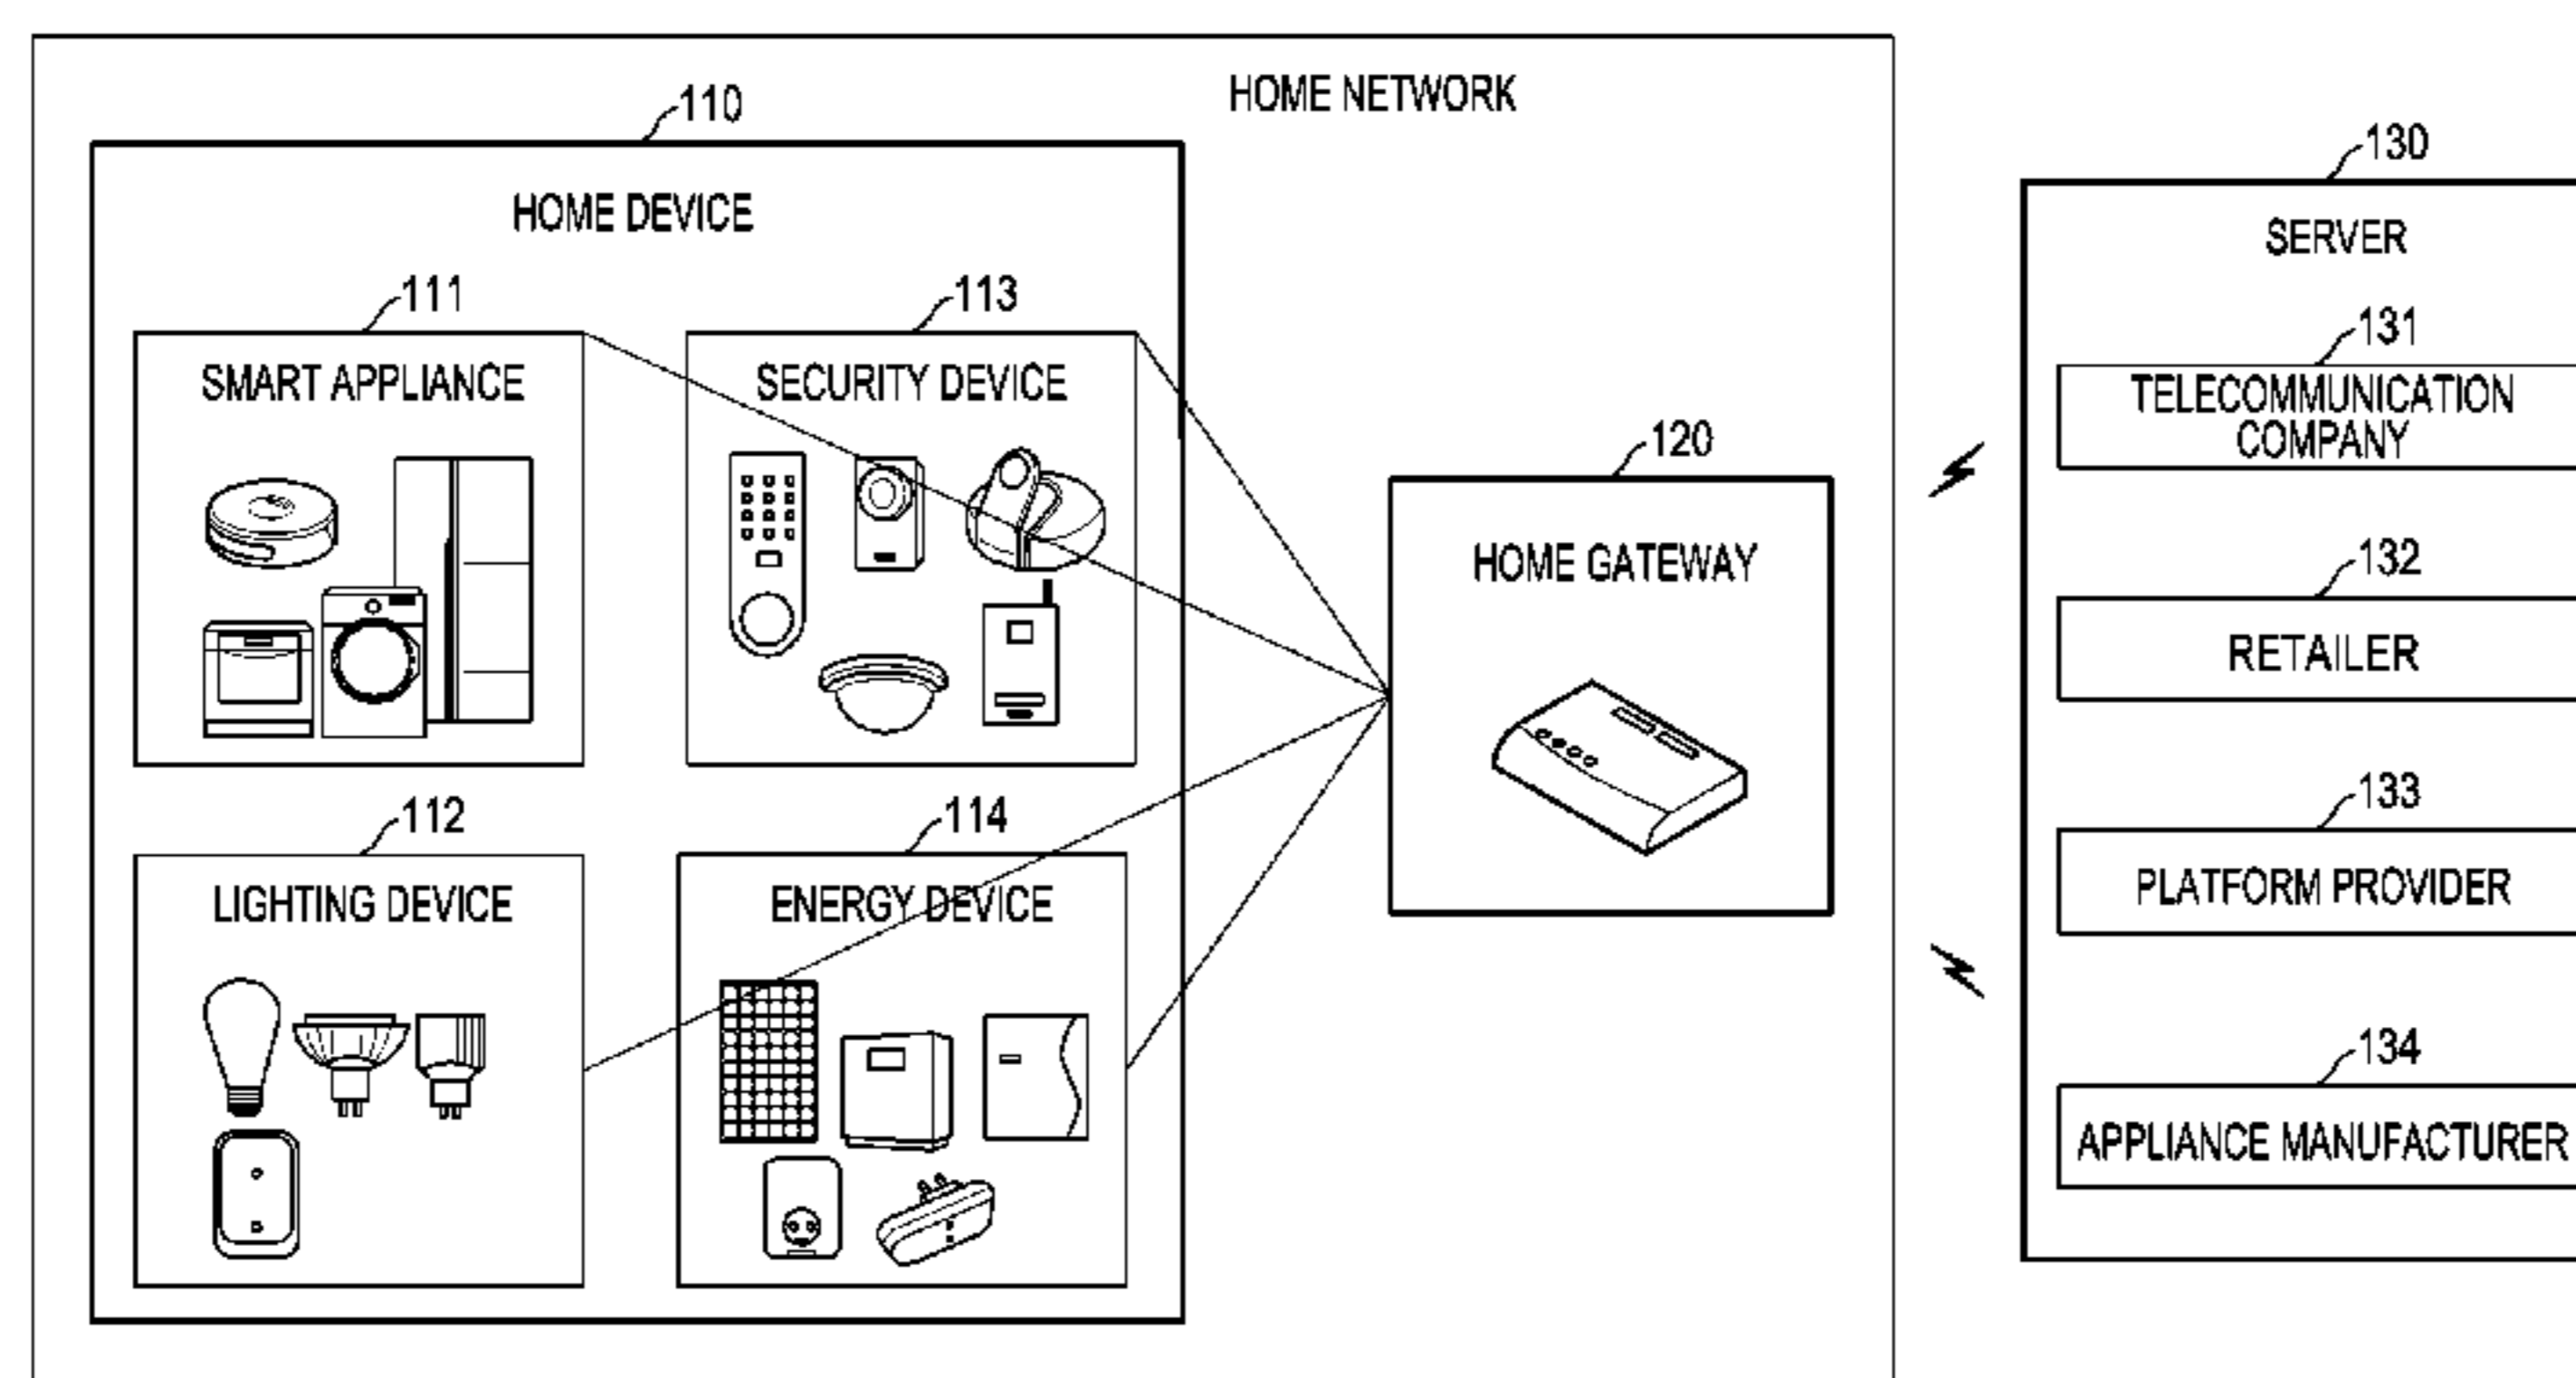 HOME NETWORK
110
HOME DEVICE
111
SMART APPLIANCE
113
SECURITY DEVICE
112
LIGHTING DEVICE
114
ENERGY DEVICE
120
HOME GATEWAY
130
SERVER
131
TELECOMMUNICATION
COMPANY
132
RETAILER
133
PLATFORM PROVIDER
134
APPLIANCE MANUFACTURER